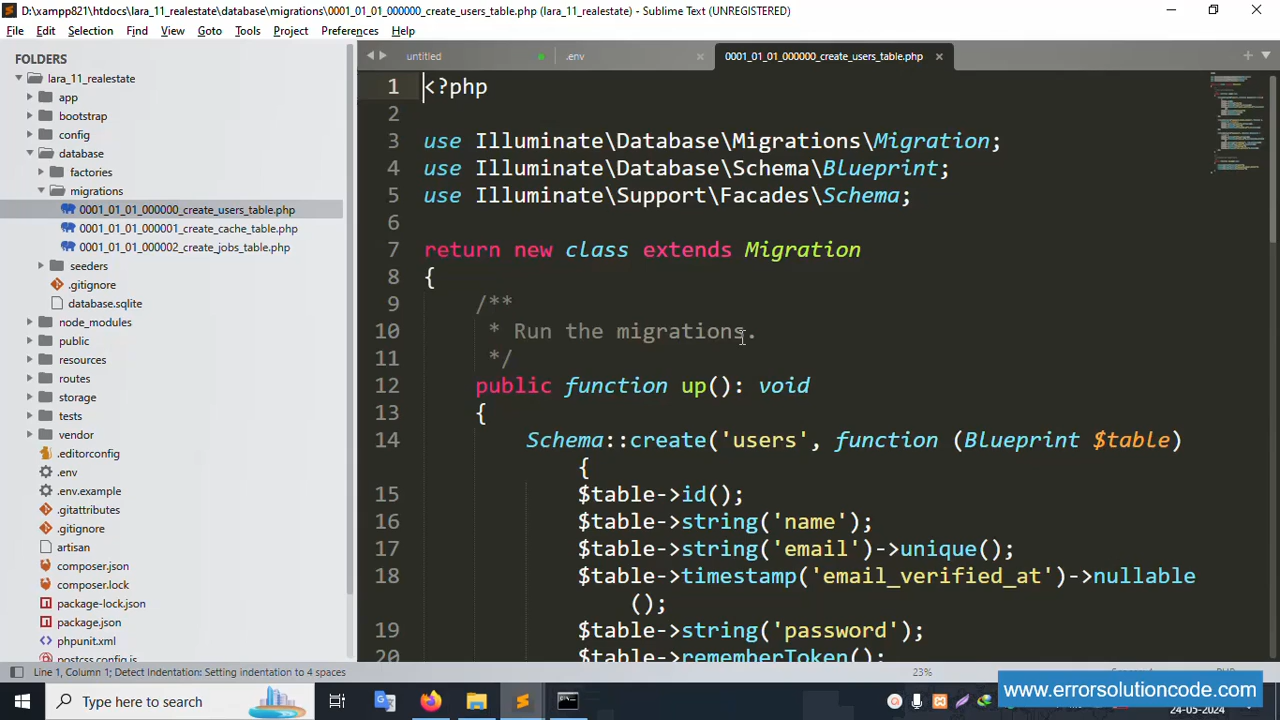 D:\xampp821\htdocs\lara_11_realestate\database\migrations\0001_01_01_000000_create_users_table.php (lara_11_realestate) - Sublime Text (UNREGISTERED)
File Edit Selection Find View Goto Tools Project Preferences Help
FOLDERS
lara_11_realestate
app
bootstrap
config
database
factories
migrations
0001_01_01_000000_create_users_table.php
0001_01_01_000001_create_cache_table.php
0001_01_01_000002_create_jobs_table.php
seeders
.gitignore
database.sqlite
node_modules
public
resources
routes
storage
tests
vendor
.editorconfig
.env
.env.example
.gitattributes
.gitignore
artisan
composer.json
composer.lock
package-lock.json
package.json
phpunit.xml
postcss.config.js
untitled
.env
0001_01_01_000000_create_users_table.php
1 <?php
2
3 use Illuminate\Database\Migrations\Migration;
4 use Illuminate\Database\Schema\Blueprint;
5 use Illuminate\Support\Facades\Schema;
6
7 return new class extends Migration
8 {
9 /**
10 * Run the migrations.
11 */
12 public function up(): void
13 {
14 Schema::create('users', function (Blueprint $table)
{
15 $table->id();
16 $table->string('name');
17 $table->string('email')->unique();
18 $table->timestamp('email_verified_at')->nullable
();
19 $table->string('password');
20 $table->rememberToken();
Line 1, Column 1; Detect Indentation: Setting indentation to 4 spaces
23%
www.errorsolutioncode.com
Type here to search
24-05-2024